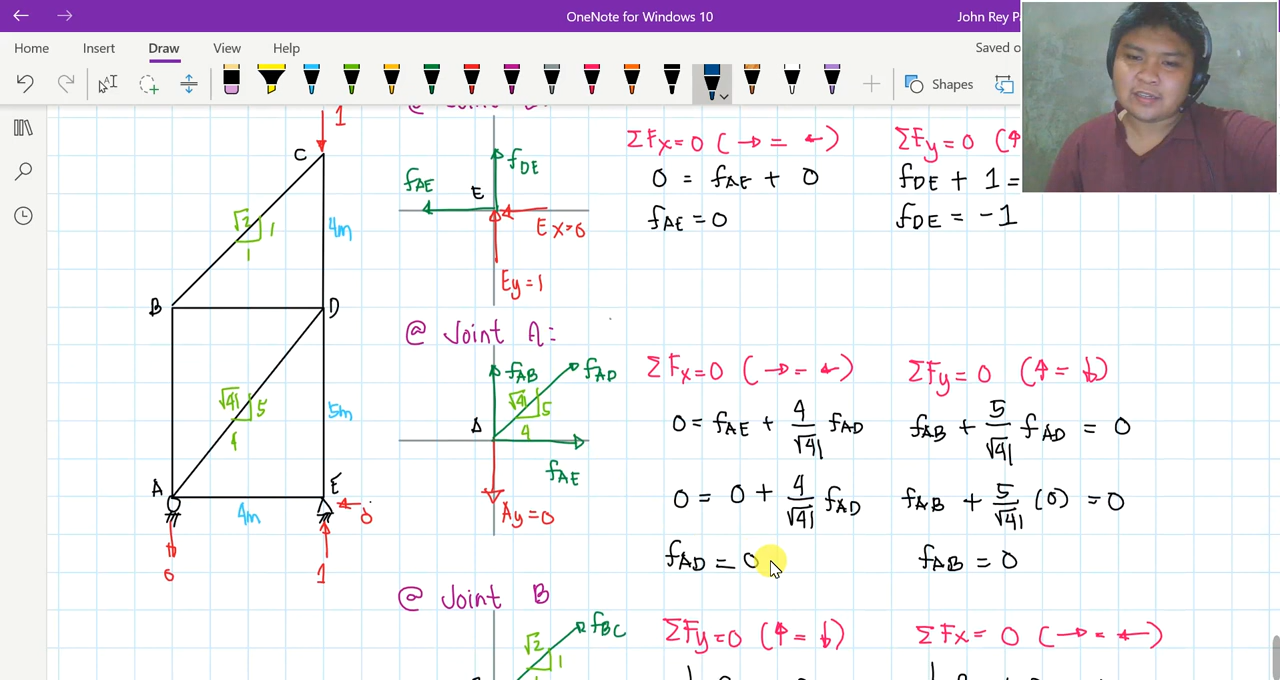 OneNote for Windows 10
John Rey P
Home Insert Draw View Help
Saved o
Shapes
1
C
√2
1
1
4m
B
D
√41
5
4
5m
A
E
4m
0
0
1
fAE
E
fDE
Ex=0
Ey=1
ΣFx=0 (→=←)
0 = fAE + 0
fAE=0
ΣFy=0 (↑
fDE + 1 =
fDE = -1
@ Joint A:
fAB
fAD
√41
5
4
A
fAE
Ay=0
ΣFx=0 (→=←)
0 = fAE + 4/√41 fAD
0 = 0 + 4/√41 fAD
fAD = 0
ΣFy=0 (↑=↓)
fAB + 5/√41 fAD = 0
fAB + 5/√41 (0) = 0
fAB = 0
@ Joint B
fBC
√2
1
ΣFy=0 (↑=↓)
ΣFx=0 (→=←)